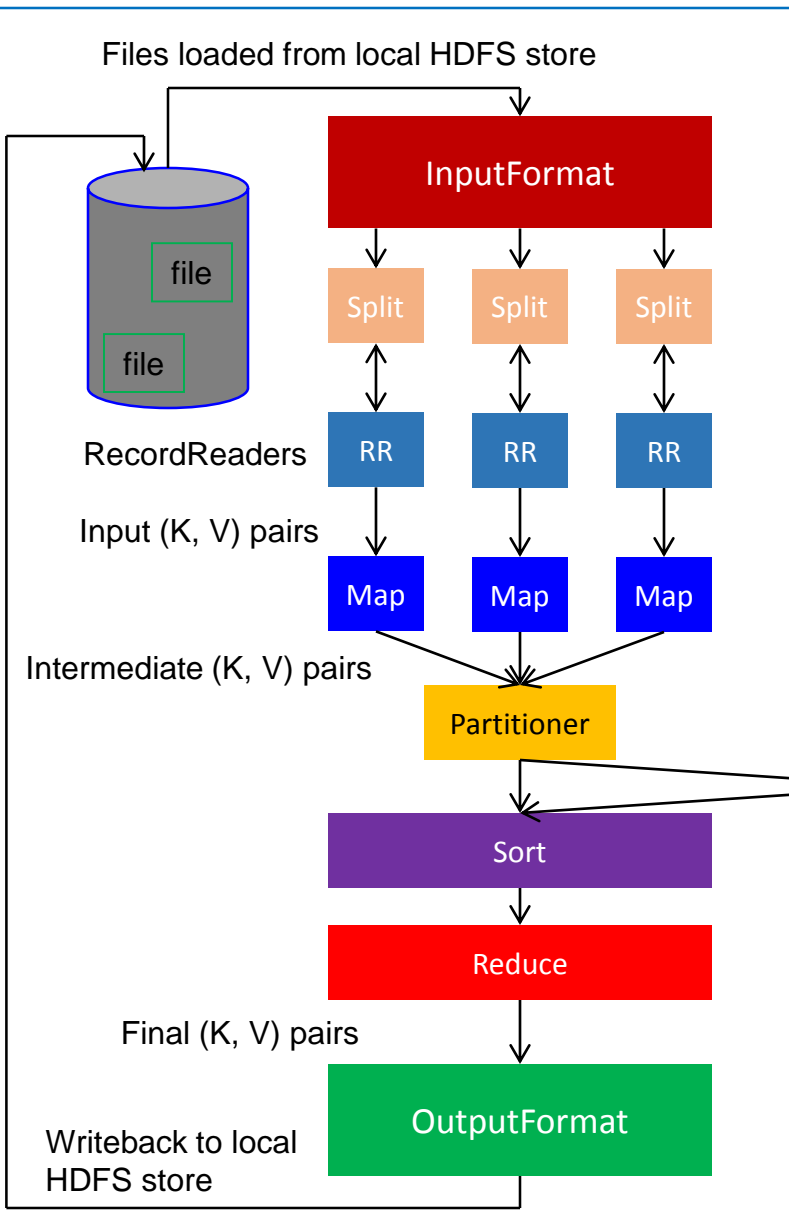 Files loaded from local HDFS store
InputFormat
file
file
Split
Split
Split
RecordReaders
RR
RR
RR
Input (K, V) pairs
Map
Map
Map
Intermediate (K, V) pairs
Partitioner
Sort
Reduce
Final (K, V) pairs
OutputFormat
Writeback to local
HDFS store